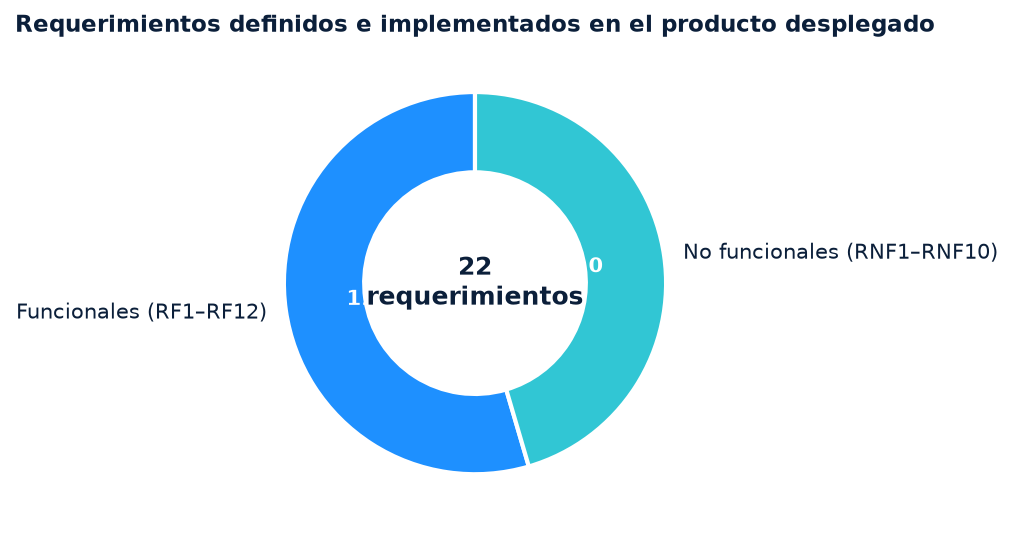 Requerimientos definidos e implementados en el producto desplegado
No funcionales (RNF1–RNF10)
0
22
requerimientos
1
Funcionales (RF1–RF12)